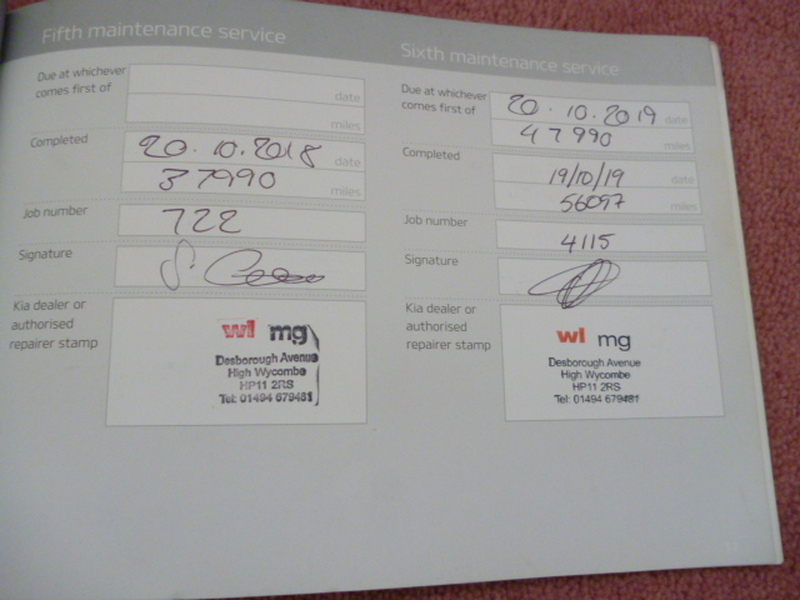 Fifth maintenance service
Due at whichever
comes first of
date
miles
Completed
20.10.2018 date
37990 miles
Job number
722
Signature
Kia dealer or
authorised
repairer stamp
wl mg
Desborough Avenue
High Wycombe
HP11 2RS
Tel: 01494 679481
Sixth maintenance service
Due at whichever
comes first of
20.10.2019 date
47990 miles
Completed
19/10/19 date
56097 miles
Job number
4115
Signature
Kia dealer or
authorised
repairer stamp
wl mg
Desborough Avenue
High Wycombe
HP11 2RS
Tel: 01494 679481